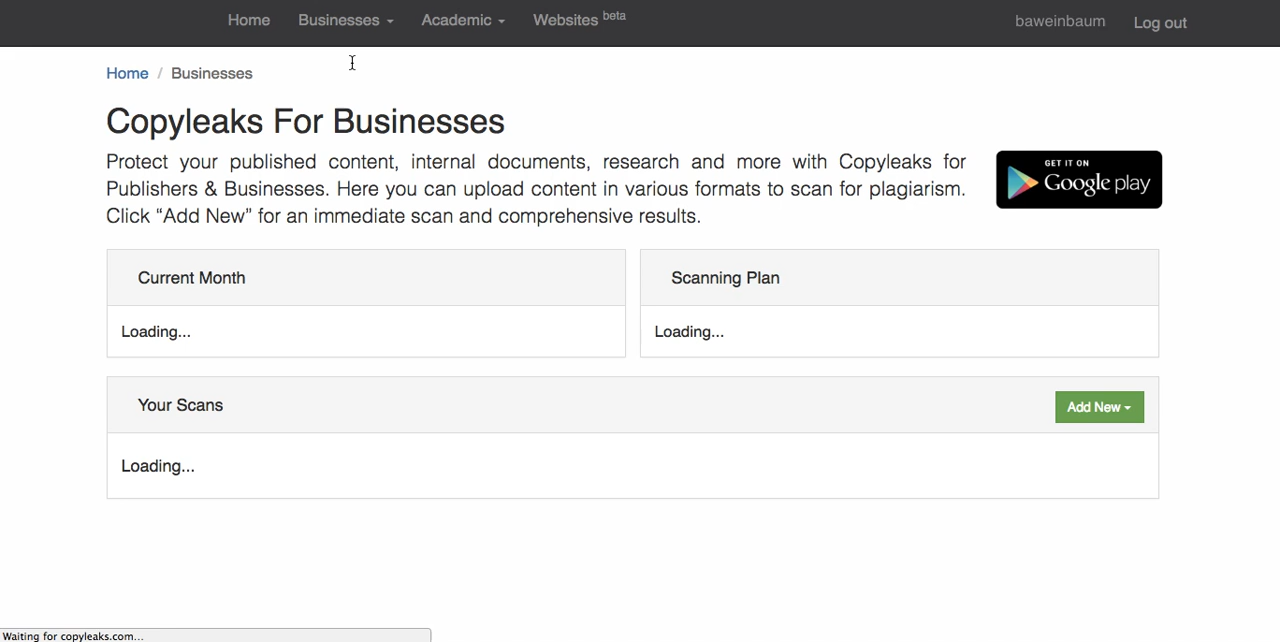 Home Businesses Academic Websites beta baweinbaum Log out
Home / Businesses
Copyleaks For Businesses
Protect your published content, internal documents, research and more with Copyleaks for
Publishers & Businesses. Here you can upload content in various formats to scan for plagiarism.
Click “Add New” for an immediate scan and comprehensive results.
GET IT ON
Google play
Current Month
Loading...
Scanning Plan
Loading...
Your Scans
Add New
Loading...
Waiting for copyleaks.com...